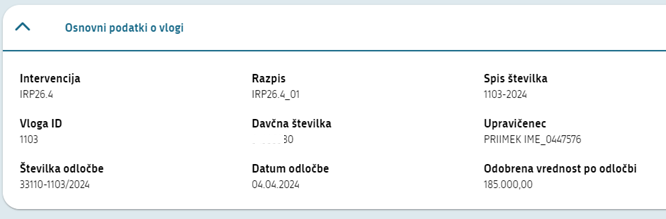 Osnovni podatki o vlogi
Intervencija Razpis Spis številka
IRP26.4 IRP26.4_01 1103-2024
Vloga ID Davčna številka Upravičenec
1103 PRIIMEK IME_0447576
Številka odločbe Datum odločbe Odobrena vrednost po odločbi
33110-1103/2024 04.04.2024 185.000,00